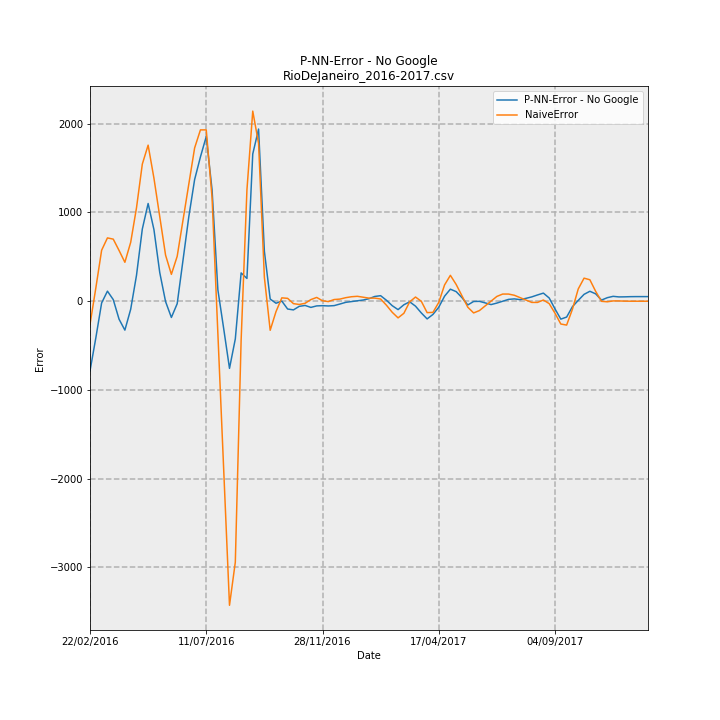 P-NN-Error - No Google
RioDeJaneiro_2016-2017.csv
P-NN-Error - No Google
NaiveError
2000
1000
0
−1000
−2000
−3000
Error
22/02/2016 11/07/2016 28/11/2016 17/04/2017 04/09/2017
Date